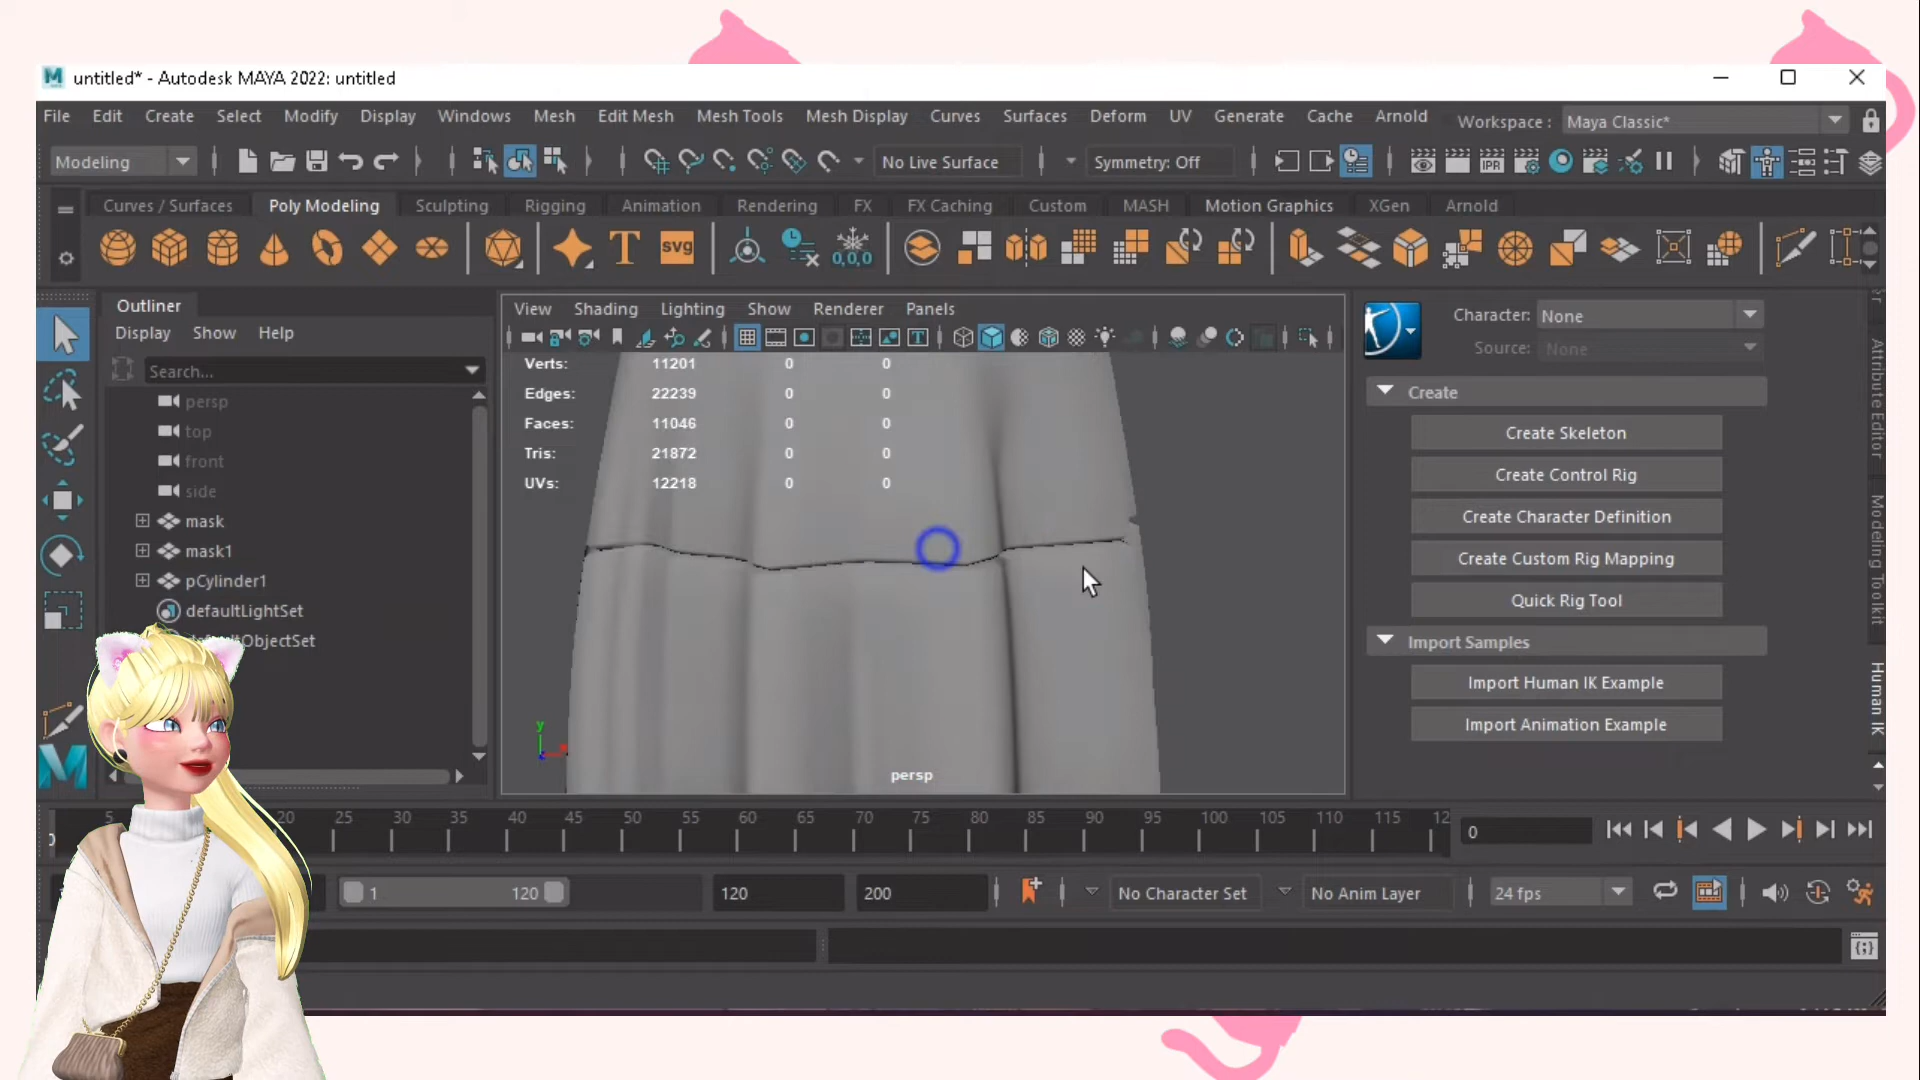 untitled* - Autodesk MAYA 2022: untitled
File Edit Create Select Modify Display Windows Mesh Edit Mesh Mesh Tools Mesh Display Curves Surfaces Deform UV Generate Cache Arnold Workspace : Maya Classic*
Modeling No Live Surface Symmetry: Off IPR
Curves / Surfaces Poly Modeling Sculpting Rigging Animation Rendering FX FX Caching Custom MASH Motion Graphics XGen Arnold
T svg 0,0,0
Outliner
Display Show Help
Search...
persp
top
front
side
mask
mask1
pCylinder1
defaultLightSet
ObjectSet
View Shading Lighting Show Renderer Panels
Verts: 11201 0 0
Edges: 22239 0 0
Faces: 11046 0 0
Tris: 21872 0 0
UVs: 12218 0 0
y
persp
Character: None
Source: None
Create
Create Skeleton
Create Control Rig
Create Character Definition
Create Custom Rig Mapping
Quick Rig Tool
Import Samples
Import Human IK Example
Import Animation Example
Attribute Editor
Modeling Toolkit
Human IK
5 20 25 30 35 40 45 50 55 60 65 70 75 80 85 90 95 100 105 110 115 12
0
1 120 120 200 No Character Set No Anim Layer 24 fps